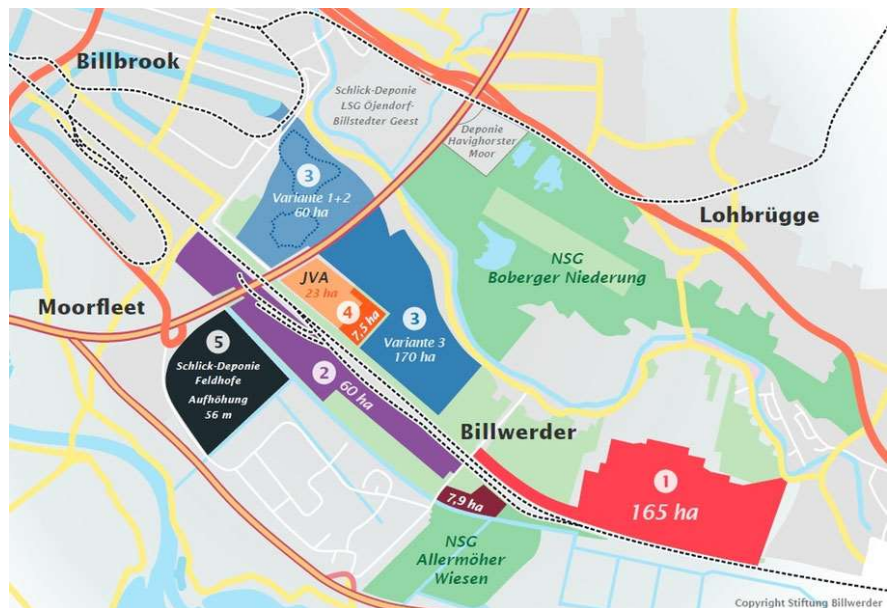 Billbrook
Schlick-Deponie
LSG Öjendorf-
Billstedter Geest
Deponie
Havighorster
Moor
3
Variante 1+2
60 ha
Lohbrügge
NSG
Boberger Niederung
JVA
23 ha
4
7,5 ha
Moorfleet
3
Variante 3
170 ha
5
Schlick-Deponie
Feldhofe
Aufhöhung
56 m
2
60 ha
Billwerder
1
165 ha
7,9 ha
NSG
Allermöher
Wiesen
Copyright Stiftung Billwerder